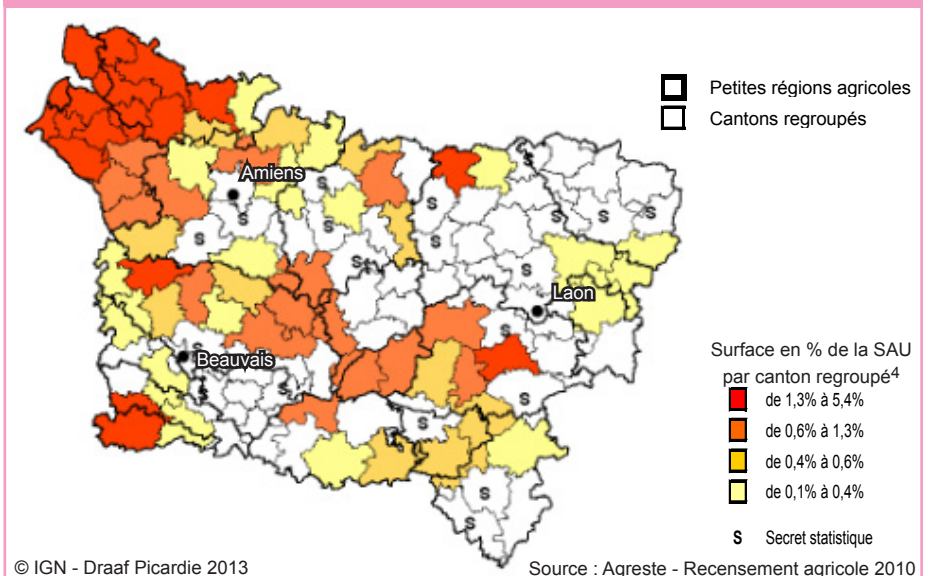 Petites régions agricoles
Cantons regroupés
Amiens
S
S
S
S
S
S
S
S
S
S
S
S
Laon
S
Beauvais
S
S
S
S
S
S
Surface en % de la SAU
par canton regroupé4
de 1,3% à 5,4%
de 0,6% à 1,3%
de 0,4% à 0,6%
de 0,1% à 0,4%
S Secret statistique
© IGN - Draaf Picardie 2013
Source : Agreste - Recensement agricole 2010